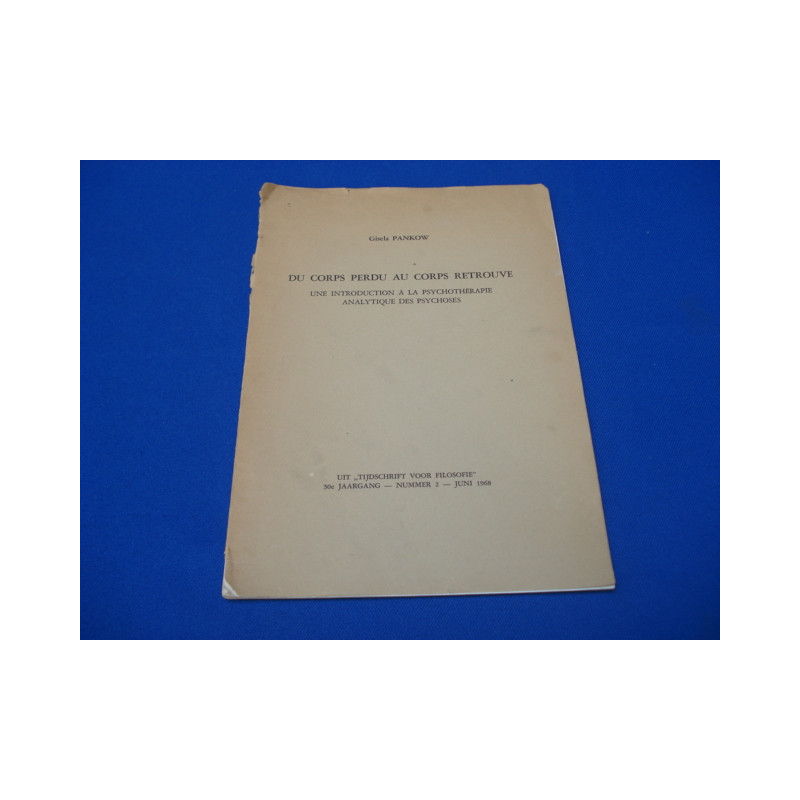 Gisela PANKOW
DU CORPS PERDU AU CORPS RETROUVE
UNE INTRODUCTION À LA PSYCHOTHÉRAPIE
ANALYTIQUE DES PSYCHOSES
UIT „TIJDSCHRIFT VOOR FILOSOFIE"
30e JAARGANG — NUMMER 2 — JUNI 1968